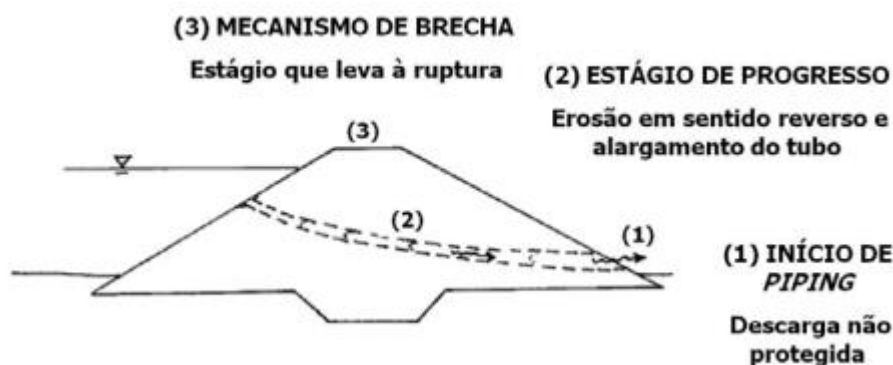 (3) MECANISMO DE BRECHA
Estágio que leva à ruptura
(2) ESTÁGIO DE PROGRESSO
Erosão em sentido reverso e
alargamento do tubo
(3)
(2)
(1)
(1) INÍCIO DE
PIPING
Descarga não
protegida